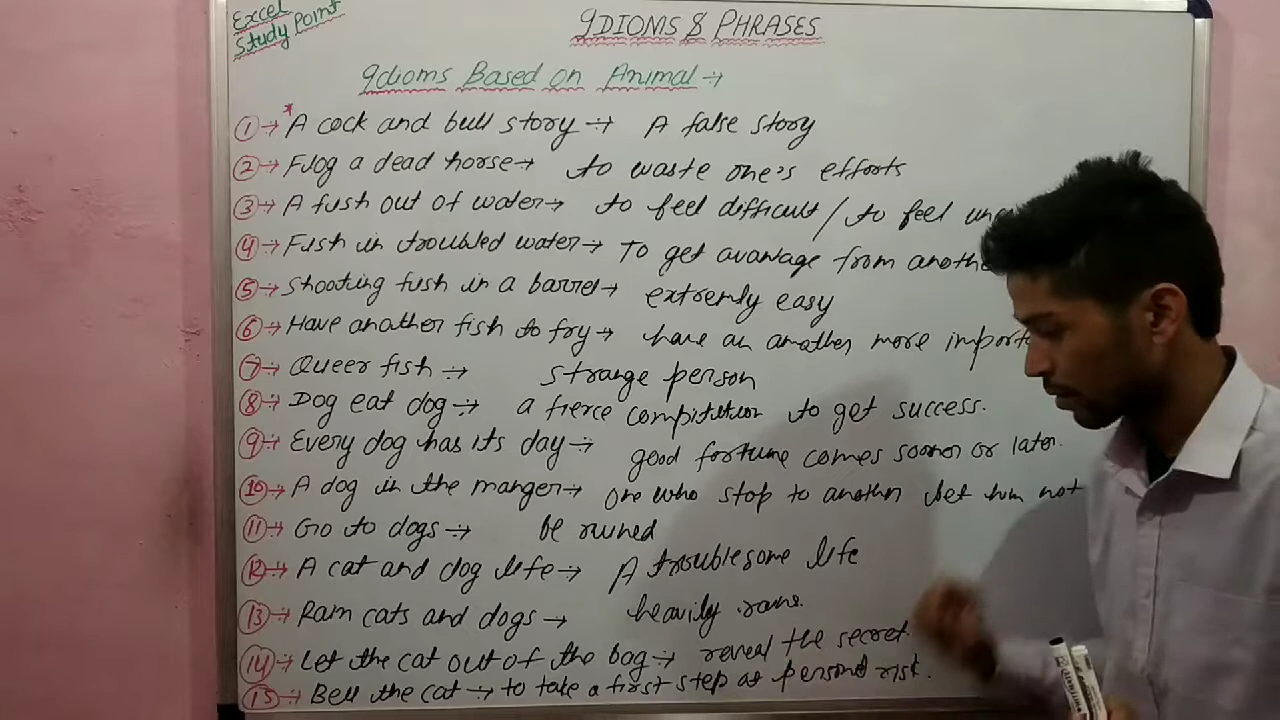 Excel
Study Point
IDIOMS & PHRASES
Idioms Based on Animal →
① → * A cock and bull story → A false story
② → Flog a dead horse → to waste one's efforts
③ → A fish out of water → to feel difficult / to feel
④ → Fish in troubled water → To get avantage from
⑤ → Shooting fish in a barrel → extremly easy
⑥ → Have another fish to fry → have an another more
⑦ → Queer fish → strange person
⑧ → Dog eat dog → a fierce compitition to get success.
⑨ → Every dog has its day → good fortune comes sooner or later.
⑩ → A dog in the manger → one who stop to another but him not
⑪ → Go to dogs → be ruined
⑫ → A cat and dog life → A troublesome life
⑬ → Rain cats and dogs → heavily rains.
⑭ → Let the cat out of the bag → reveal the secret.
⑮ → Bell the cat → to take a first step at personal risk.